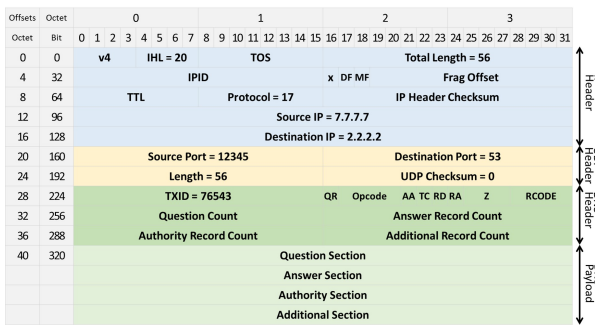 Offsets Octet 0 1 2 3
Octet Bit 0 1 2 3 4 5 6 7 8 9 10 11 12 13 14 15 16 17 18 19 20 21 22 23 24 25 26 27 28 29 30 31
0 0 v4 IHL = 20 TOS Total Length = 56
4 32 IPID x DF MF Frag Offset
8 64 TTL Protocol = 17 IP Header Checksum
12 96 Source IP = 7.7.7.7
16 128 Destination IP = 2.2.2.2
Header
20 160 Source Port = 12345 Destination Port = 53
24 192 Length = 56 UDP Checksum = 0
Header
28 224 TXID = 76543 QR Opcode AA TC RD RA Z RCODE
32 256 Question Count Answer Record Count
36 288 Authority Record Count Additional Record Count
Header
40 320 Question Section
Answer Section
Authority Section
Additional Section
Payload